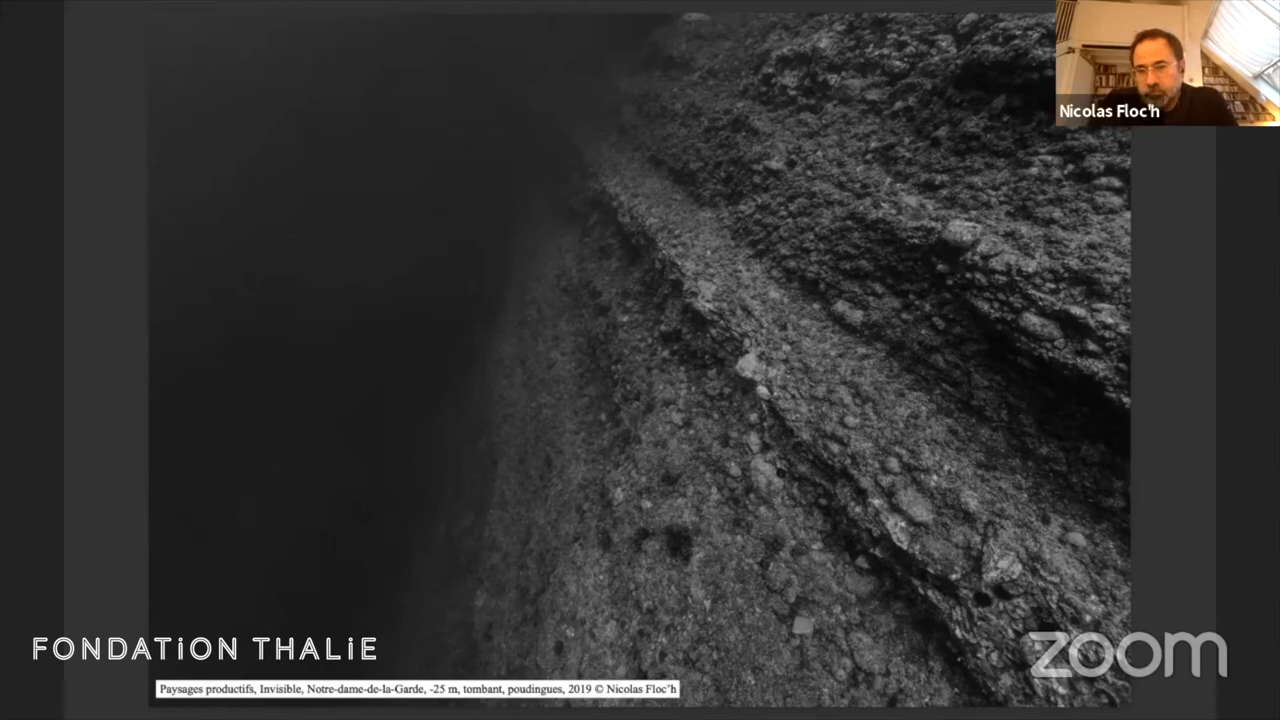 Nicolas Floc'h
FONDATiON THALiE
zoom
Paysages productifs, Invisible, Notre-dame-de-la-Garde, -25 m, tombant, poudingues, 2019 © Nicolas Floc'h